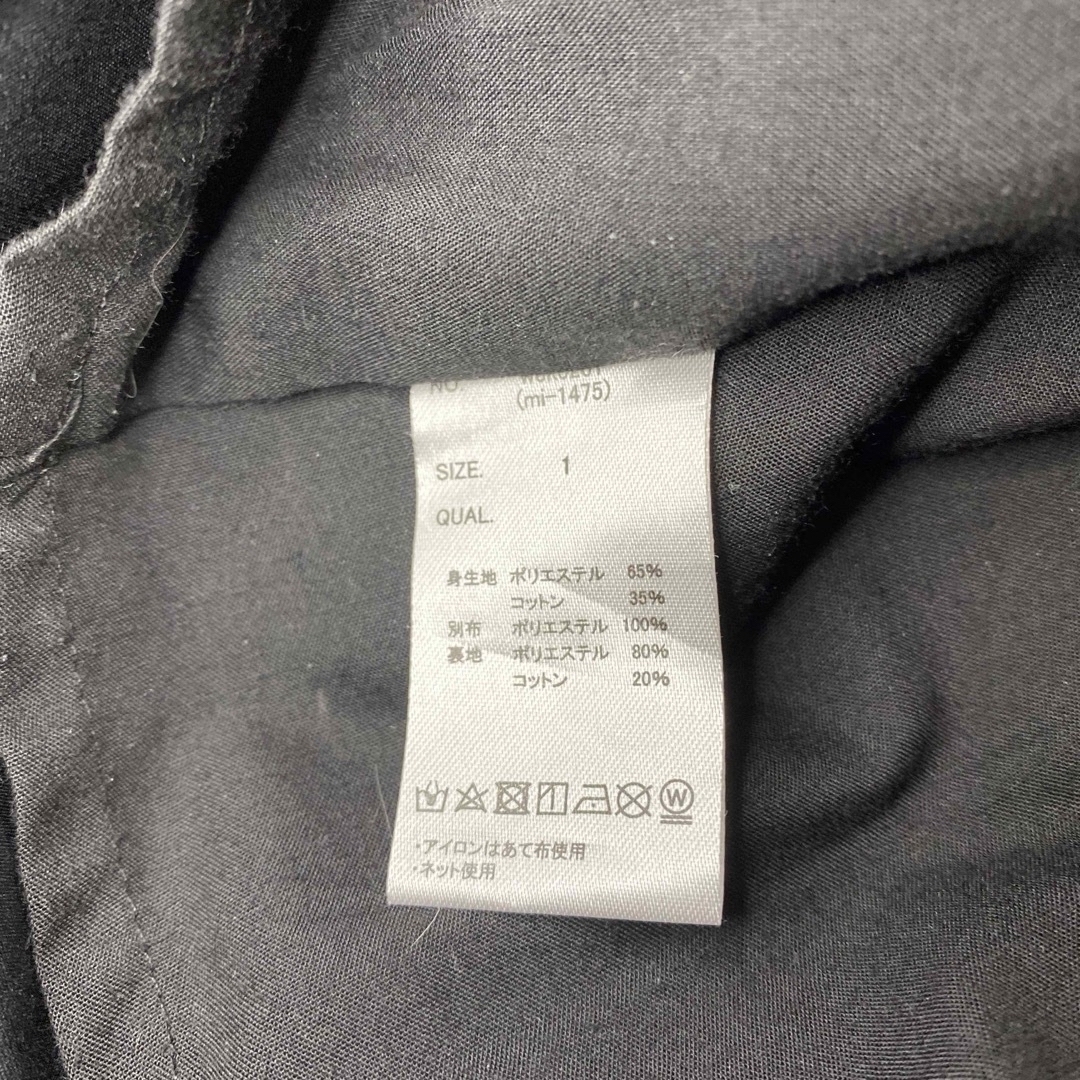 NO.
(mi-1475)
SIZE. 1
QUAL.
身生地 ポリエステル 65%
コットン 35%
別布 ポリエステル 100%
裏地 ポリエステル 80%
コットン 20%
W
・アイロンはあて布使用
・ネット使用